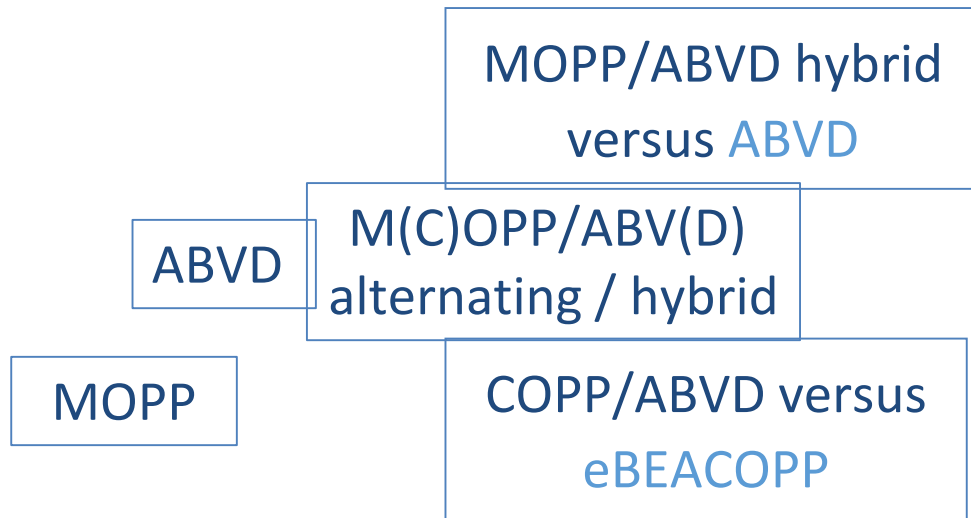 MOPP/ABVD hybrid
versus ABVD
M(C)OPP/ABV(D)
alternating / hybrid
ABVD
MOPP
COPP/ABVD versus
eBEACOPP